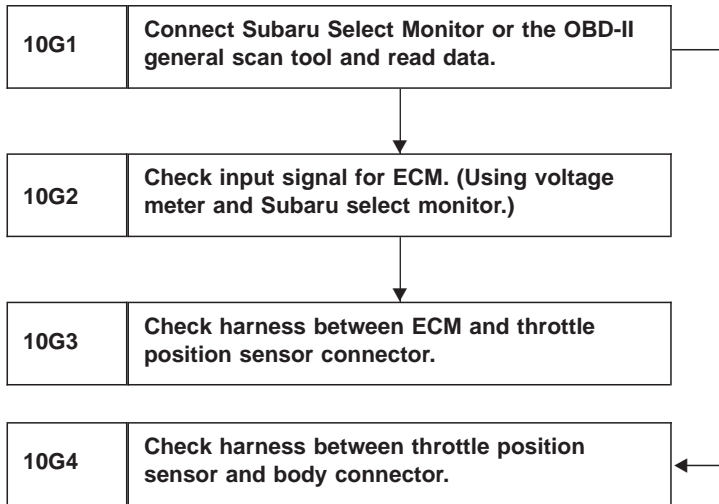 10G1
Connect Subaru Select Monitor or the OBD-II
general scan tool and read data.
10G2
Check input signal for ECM. (Using voltage
meter and Subaru select monitor.)
10G3
Check harness between ECM and throttle
position sensor connector.
10G4
Check harness between throttle position
sensor and body connector.